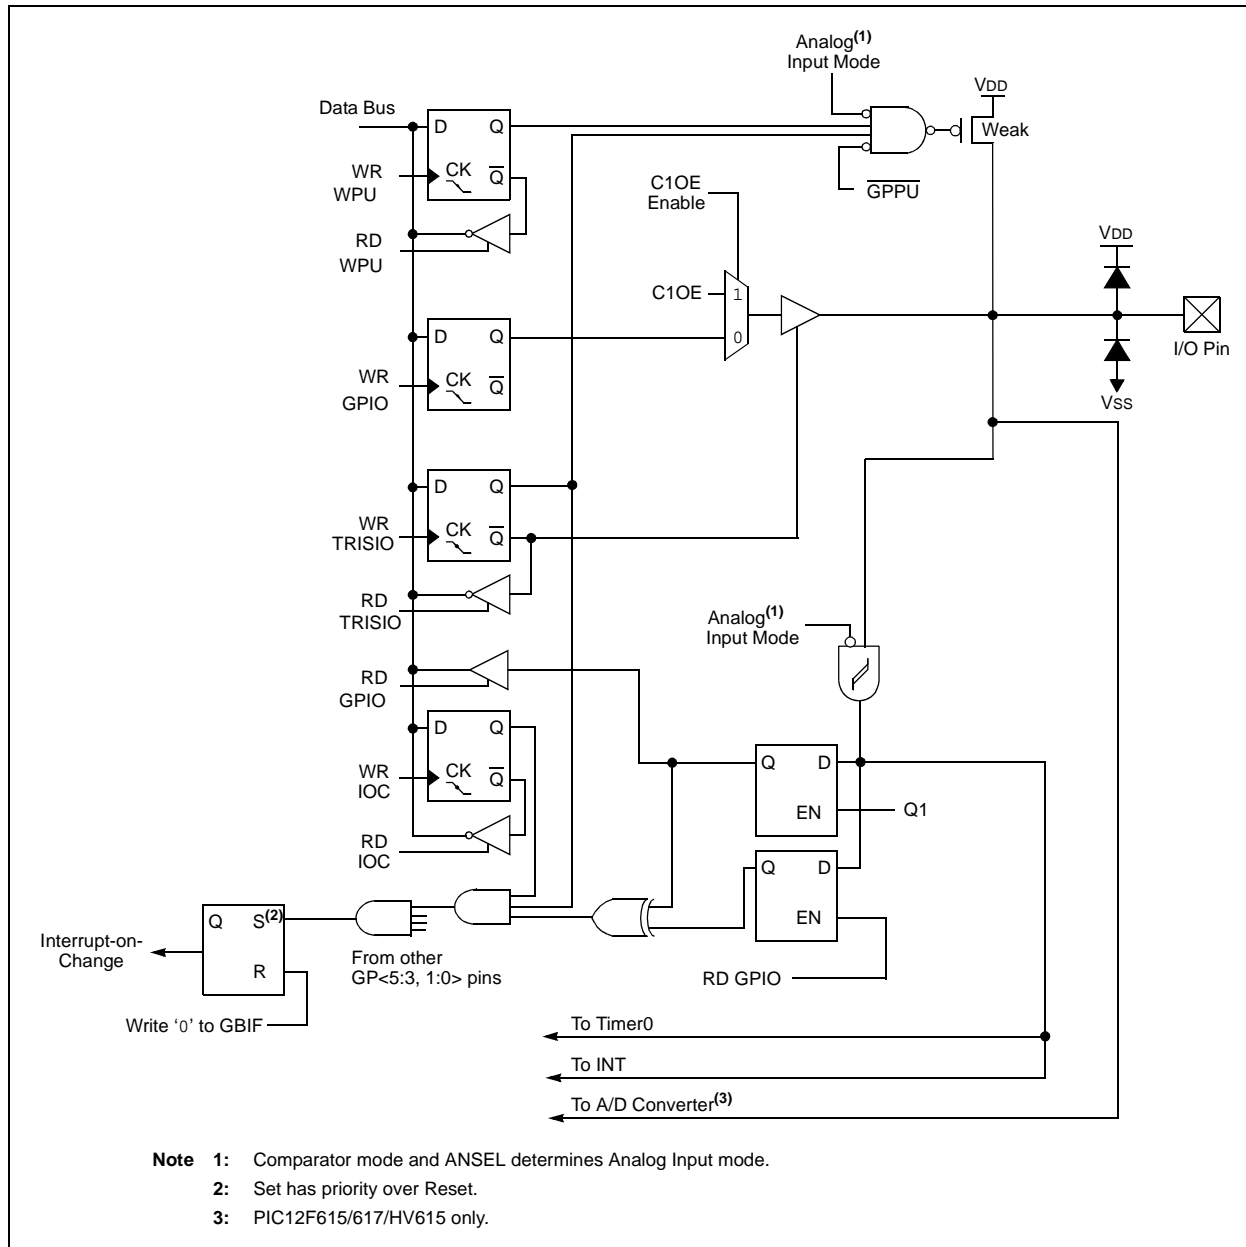 Analog(1)
Input Mode
VDD
Data Bus
D Q
Weak
WR
WPU
CK Q
C1OE
Enable
GPPU
RD
WPU
VDD
C1OE
1
D Q
0
I/O Pin
WR
GPIO
CK Q
VSS
D Q
WR
TRISIO
CK Q
RD
TRISIO
Analog(1)
Input Mode
RD
GPIO
D Q
Q D
WR
IOC
CK Q
EN
Q1
RD
IOC
Q D
EN
Q S(2)
Interrupt-on-
Change
R
From other
GP<5:3, 1:0> pins
RD GPIO
Write ‘0’ to GBIF
To Timer0
To INT
To A/D Converter(3)
Note 1: Comparator mode and ANSEL determines Analog Input mode.
2: Set has priority over Reset.
3: PIC12F615/617/HV615 only.